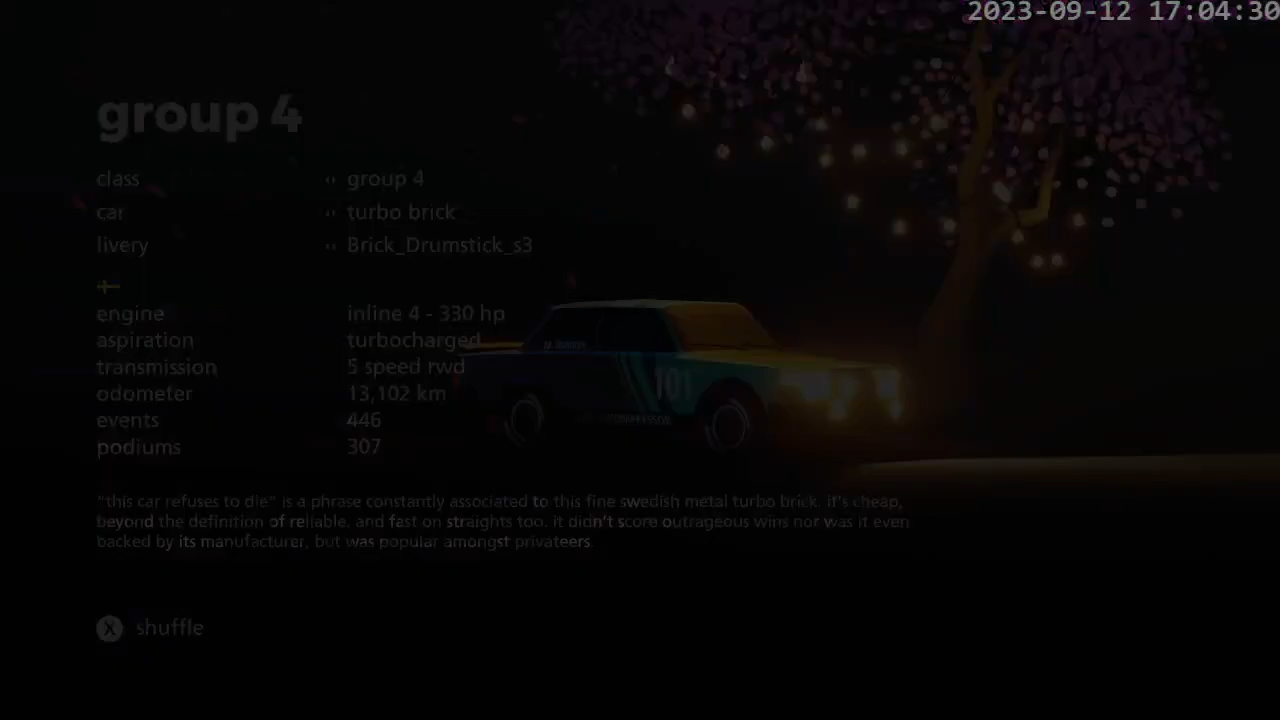 2023-09-12 17:04:30
group 4
class ‹› group 4
car ‹› turbo brick
livery ‹› Brick_Drumstick_s3
engine inline 4 - 330 hp
aspiration turbocharged
transmission 5 speed rwd
odometer 13,102 km
events 446
podiums 307
101
"this car refuses to die" is a phrase constantly associated to this fine swedish metal turbo brick. it's cheap,
beyond the definition of reliable, and fast on straights too. it didn't score outrageous wins nor was it even
backed by its manufacturer, but was popular amongst privateers.
X shuffle